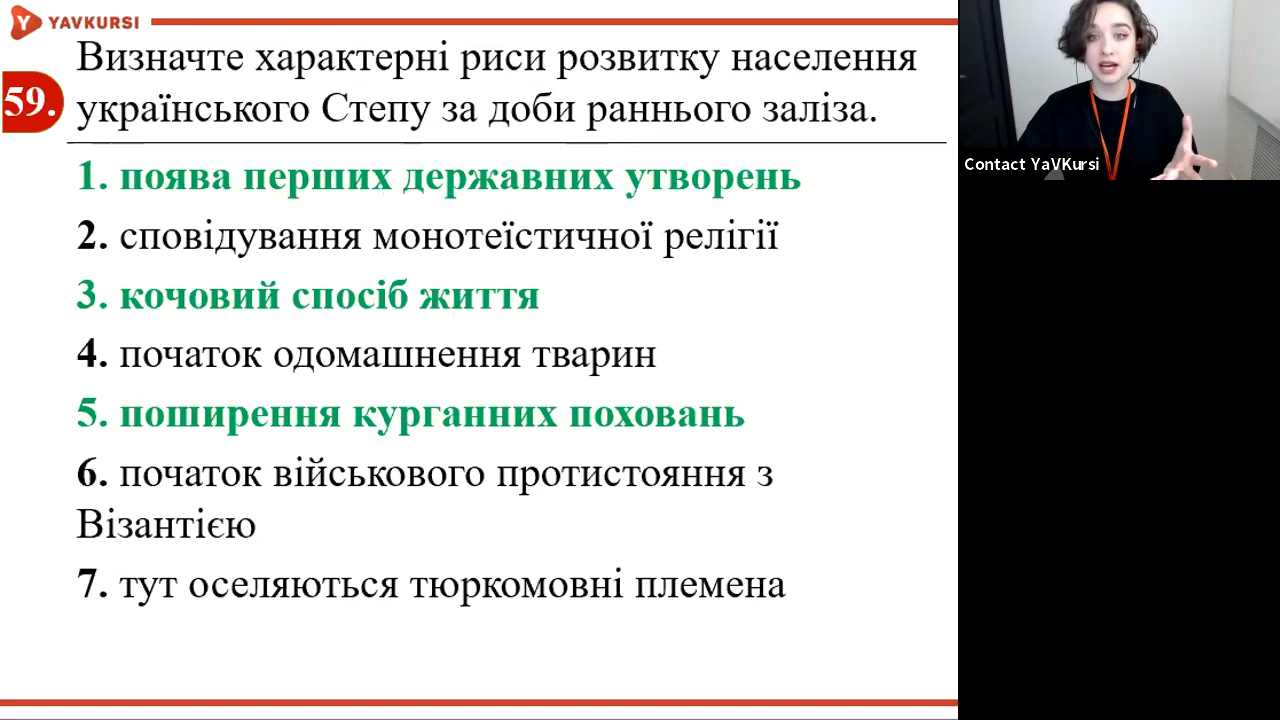 YAVKURSI
Визначте характерні риси розвитку населення
59.
українського Степу за доби раннього заліза.
1. поява перших державних утворень
2. сповідування монотеїстичної релігії
3. кочовий спосіб життя
4. початок одомашнення тварин
5. поширення курганних поховань
6. початок військового протистояння з
Візантією
7. тут оселяються тюркомовні племена
Contact YaVKursi